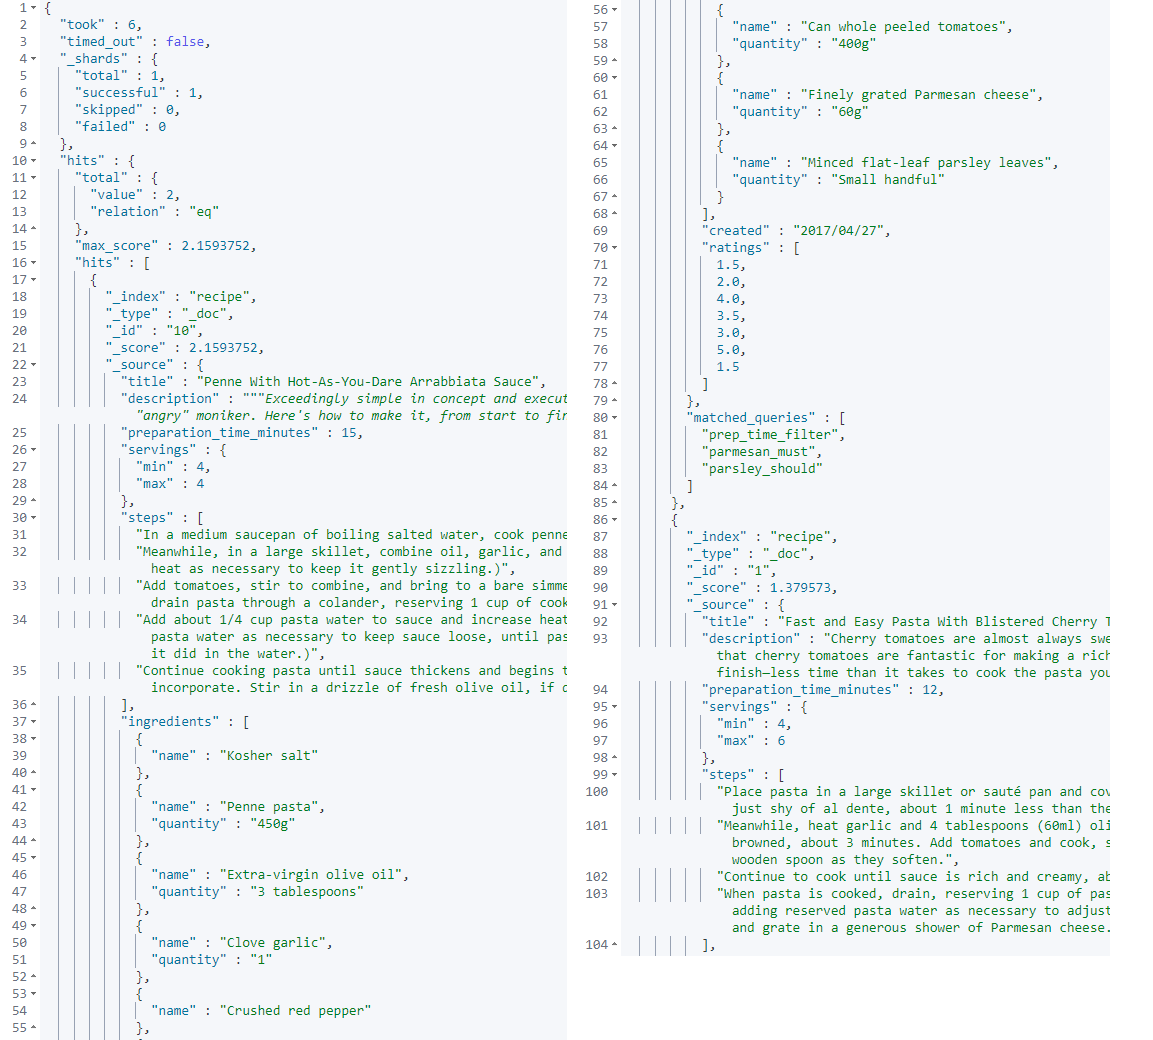 1 {
2 "took" : 6,
3 "timed_out" : false,
4 "_shards" : {
5 "total" : 1,
6 "successful" : 1,
7 "skipped" : 0,
8 "failed" : 0
9 },
10 "hits" : {
11 "total" : {
12 "value" : 2,
13 "relation" : "eq"
14 },
15 "max_score" : 2.1593752,
16 "hits" : [
17 {
18 "_index" : "recipe",
19 "_type" : "_doc",
20 "_id" : "10",
21 "_score" : 2.1593752,
22 "_source" : {
23 "title" : "Penne With Hot-As-You-Dare Arrabbiata Sauce",
24 "description" : """Exceedingly simple in concept and execut
"angry" moniker. Here's how to make it, from start to fin
25 "preparation_time_minutes" : 15,
26 "servings" : {
27 "min" : 4,
28 "max" : 4
29 },
30 "steps" : [
31 "In a medium saucepan of boiling salted water, cook penne
32 "Meanwhile, in a large skillet, combine oil, garlic, and
heat as necessary to keep it gently sizzling.)",
33 "Add tomatoes, stir to combine, and bring to a bare simme
drain pasta through a colander, reserving 1 cup of cook
34 "Add about 1/4 cup pasta water to sauce and increase heat
pasta water as necessary to keep sauce loose, until pas
it did in the water.)",
35 "Continue cooking pasta until sauce thickens and begins t
incorporate. Stir in a drizzle of fresh olive oil, if d
36 ],
37 "ingredients" : [
38 {
39 "name" : "Kosher salt"
40 },
41 {
42 "name" : "Penne pasta",
43 "quantity" : "450g"
44 },
45 {
46 "name" : "Extra-virgin olive oil",
47 "quantity" : "3 tablespoons"
48 },
49 {
50 "name" : "Clove garlic",
51 "quantity" : "1"
52 },
53 {
54 "name" : "Crushed red pepper"
55 },
56 {
57 "name" : "Can whole peeled tomatoes",
58 "quantity" : "400g"
59 },
60 {
61 "name" : "Finely grated Parmesan cheese",
62 "quantity" : "60g"
63 },
64 {
65 "name" : "Minced flat-leaf parsley leaves",
66 "quantity" : "Small handful"
67 }
68 ],
69 "created" : "2017/04/27",
70 "ratings" : [
71 1.5,
72 2.0,
73 4.0,
74 3.5,
75 3.0,
76 5.0,
77 1.5
78 ]
79 },
80 "matched_queries" : [
81 "prep_time_filter",
82 "parmesan_must",
83 "parsley_should"
84 ]
85 },
86 {
87 "_index" : "recipe",
88 "_type" : "_doc",
89 "_id" : "1",
90 "_score" : 1.379573,
91 "_source" : {
92 "title" : "Fast and Easy Pasta With Blistered Cherry T
93 "description" : "Cherry tomatoes are almost always swe
that cherry tomatoes are fantastic for making a rich
finish—less time than it takes to cook the pasta you
94 "preparation_time_minutes" : 12,
95 "servings" : {
96 "min" : 4,
97 "max" : 6
98 },
99 "steps" : [
100 "Place pasta in a large skillet or sauté pan and cov
just shy of al dente, about 1 minute less than the
101 "Meanwhile, heat garlic and 4 tablespoons (60ml) oli
browned, about 3 minutes. Add tomatoes and cook, s
wooden spoon as they soften.",
102 "Continue to cook until sauce is rich and creamy, ab
103 "When pasta is cooked, drain, reserving 1 cup of pas
adding reserved pasta water as necessary to adjust
and grate in a generous shower of Parmesan cheese.
104 ],